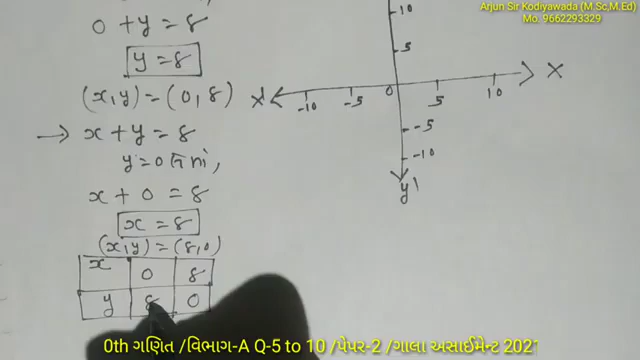 Arjun Sir Kodiyawada (M Sc,M,Ed)
Mo. 9662293329
0 + y = 8
y = 8
(x,y) = (0, 8)
→ x + y = 8
y = 0
x + 0 = 8
x = 8
(x,y) = (8,0)
x 0 8
y 8 0
10
5
X' -10 -5 0 5 10 X
-5
-10
y'
0th ગણિત /વિભાગ-A Q-5 to 10 /પેપર-2 /ગાલા અસાઈમેન્ટ 2021